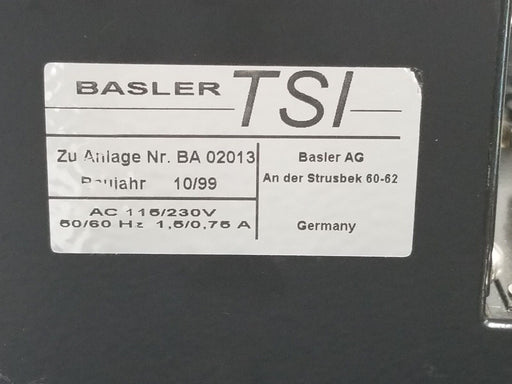 BASLER TSI
Zu Anlage Nr. BA 02013
Baujahr 10/99
AC 115/230V
50/60 Hz 1,5/0,75 A
Basler AG
An der Strusbek 60-62
Germany